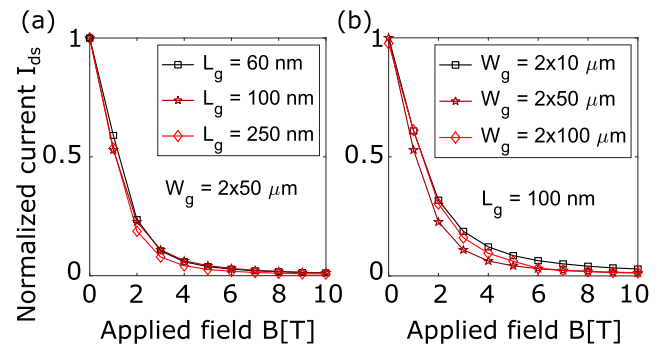 (a)
Normalized current I_ds
1
0.5
0
L_g = 60 nm
L_g = 100 nm
L_g = 250 nm
W_g = 2x50 μm
0 2 4 6 8 10
Applied field B[T]
(b)
1
0.5
0
W_g = 2x10 μm
W_g = 2x50 μm
W_g = 2x100 μm
L_g = 100 nm
0 2 4 6 8 10
Applied field B[T]